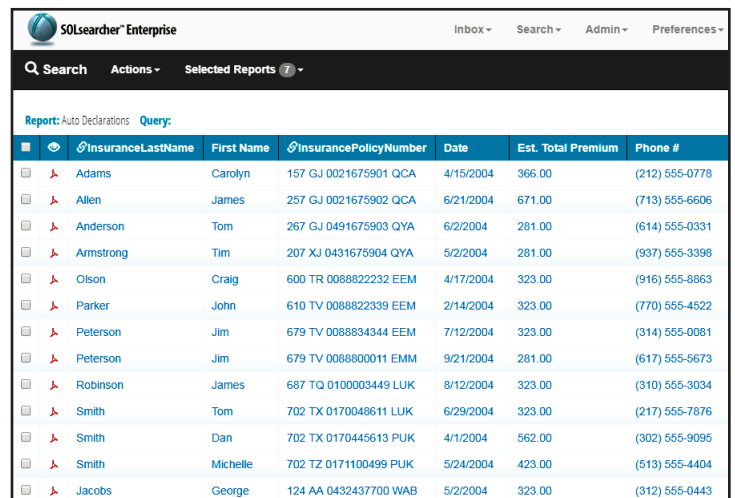 SOLsearcher™ Enterprise Inbox Search Admin Preferences
Search Actions Selected Reports 7
Report: Auto Declarations Query:
InsuranceLastName First Name InsurancePolicyNumber Date Est. Total Premium Phone #
Adams Carolyn 157 GJ 0021675901 QCA 4/15/2004 366.00 (212) 555-0778
Allen James 257 GJ 0021675902 QCA 6/21/2004 671.00 (713) 555-6606
Anderson Tom 267 GJ 0491675903 QYA 6/2/2004 281.00 (614) 555-0331
Armstrong Tim 207 XJ 0431675904 QYA 5/2/2004 281.00 (937) 555-3398
Olson Craig 600 TR 0088822232 EEM 4/17/2004 323.00 (916) 555-8863
Parker John 610 TV 0088822339 EEM 2/14/2004 323.00 (770) 555-4522
Peterson Jim 679 TV 0088834344 EEM 7/12/2004 323.00 (314) 555-0081
Peterson Jim 679 TV 0088800011 EMM 9/21/2004 281.00 (617) 555-5673
Robinson James 687 TQ 0100003449 LUK 8/12/2004 323.00 (310) 555-3034
Smith Tom 702 TX 0170048611 LUK 6/29/2004 323.00 (217) 555-7876
Smith Dan 702 TX 0170445613 PUK 4/1/2004 562.00 (302) 555-9095
Smith Michelle 702 TZ 0171100499 PUK 5/24/2004 423.00 (513) 555-4404
Jacobs George 124 AA 0432437700 WAB 5/2/2004 323.00 (312) 555-0443